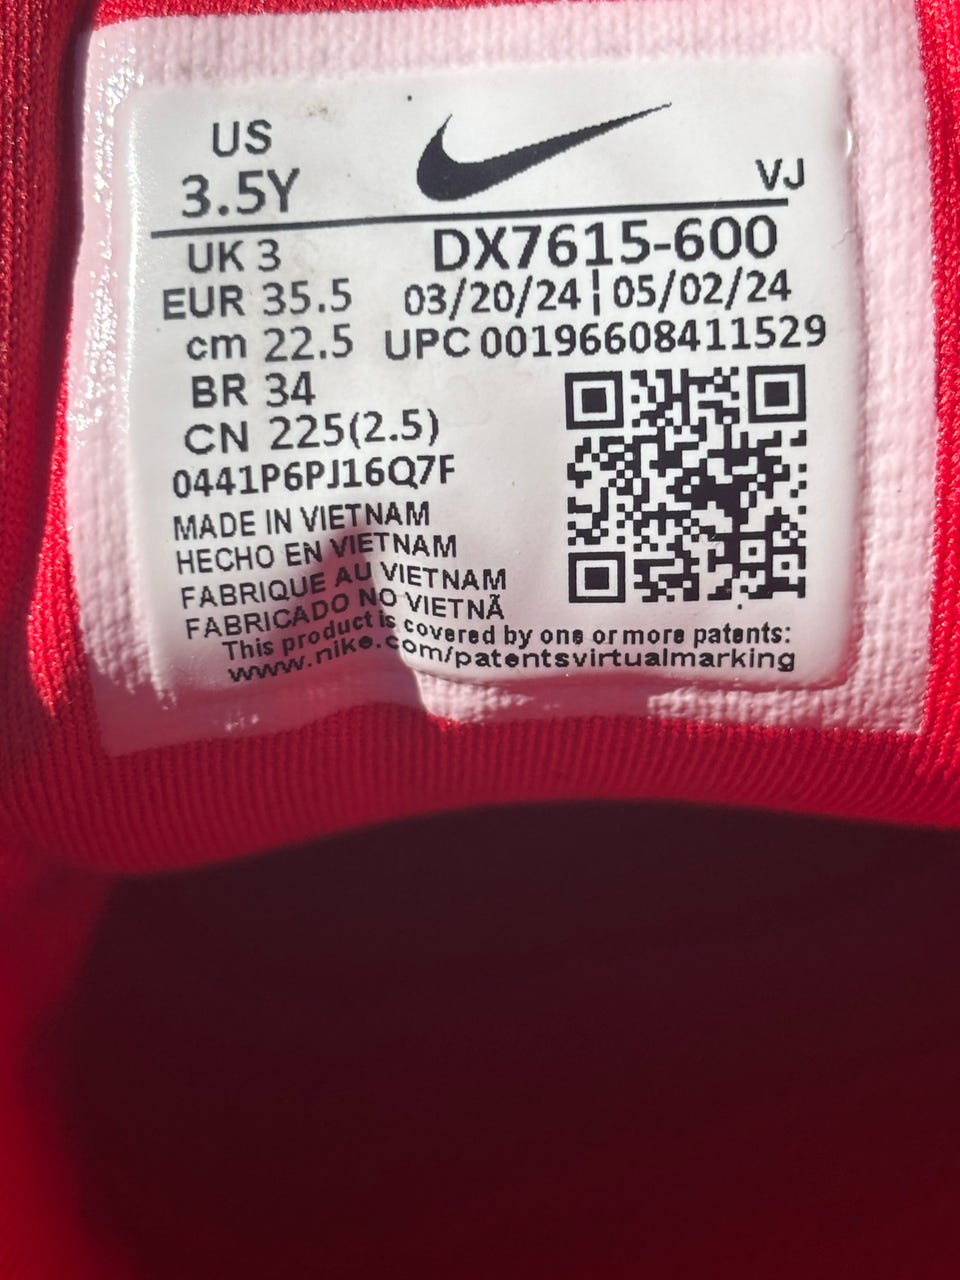 US
3.5Y
VJ
UK 3
EUR 35.5
cm 22.5
BR 34
CN 225(2.5)
DX7615-600
03/20/24 ¦ 05/02/24
UPC 00196608411529
0441P6PJ16Q7F
MADE IN VIETNAM
HECHO EN VIETNAM
FABRIQUE AU VIETNAM
FABRICADO NO VIETNÃ
This product is covered by one or more patents:
www.nike.com/patentsvirtualmarking